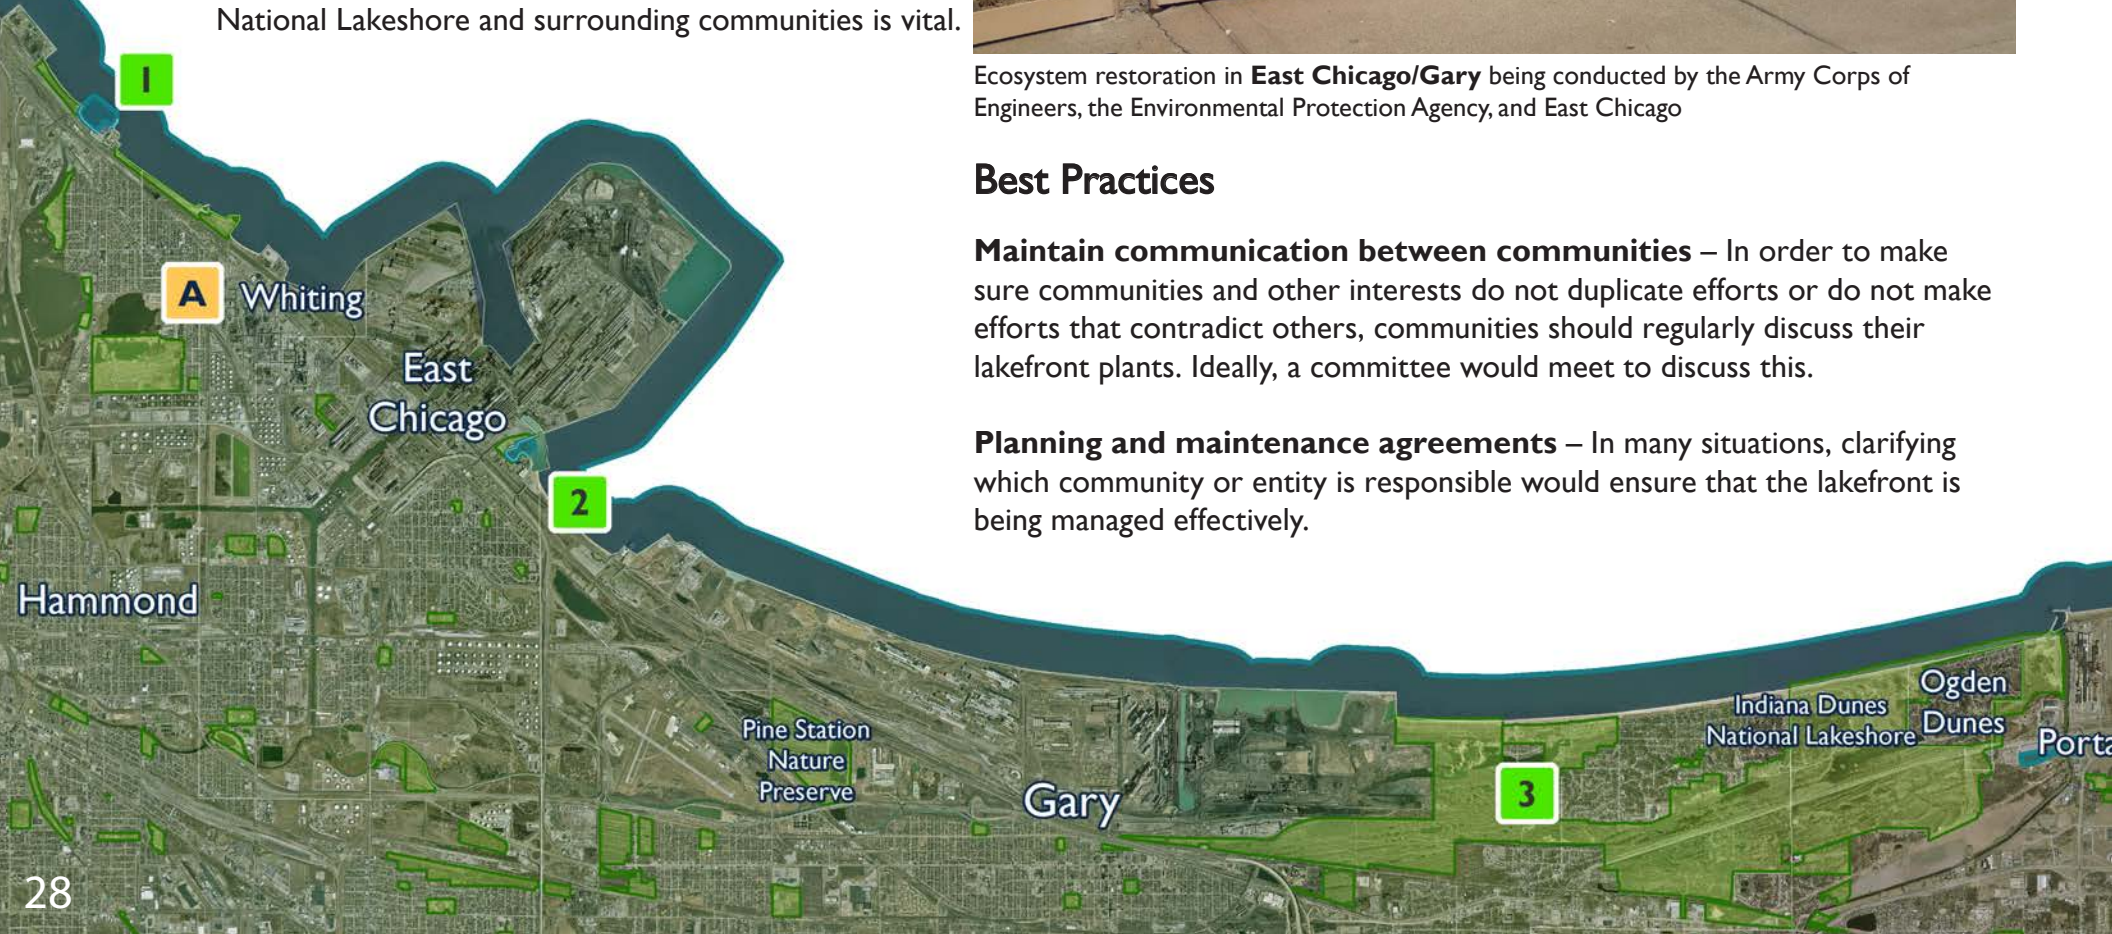 National Lakeshore and surrounding communities is vital.
Ecosystem restoration in East Chicago/Gary being conducted by the Army Corps of
Engineers, the Environmental Protection Agency, and East Chicago
Best Practices
Maintain communication between communities – In order to make
sure communities and other interests do not duplicate efforts or do not make
efforts that contradict others, communities should regularly discuss their
lakefront plants. Ideally, a committee would meet to discuss this.
Planning and maintenance agreements – In many situations, clarifying
which community or entity is responsible would ensure that the lakefront is
being managed effectively.
1
A
Whiting
East
Chicago
2
Hammond
Pine Station
Nature
Preserve
Gary
3
Indiana Dunes
National Lakeshore
Ogden
Dunes
Porta
28